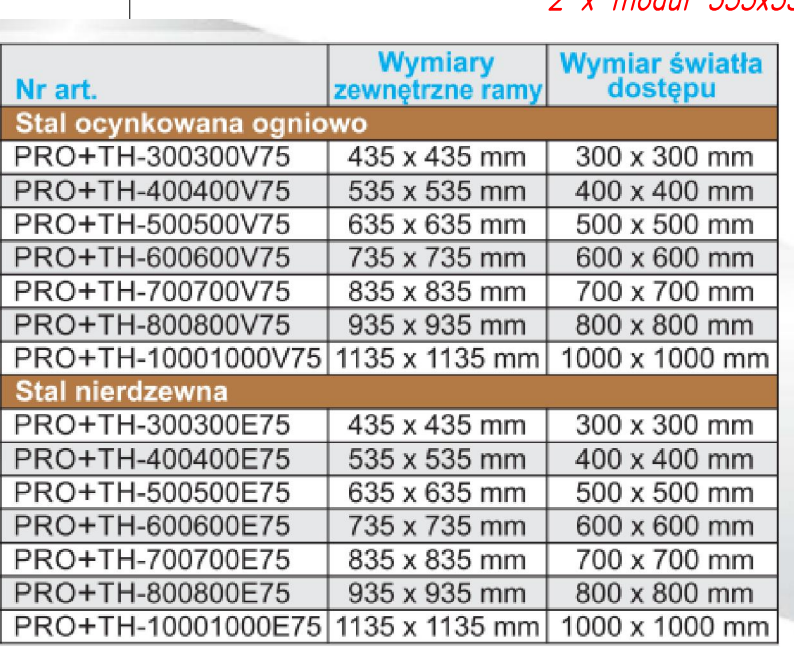 2 x moduł
Nr art. Wymiary zewnętrzne ramy Wymiar światła dostępu
Stal ocynkowana ogniowo
PRO+TH-300300V75 435 x 435 mm 300 x 300 mm
PRO+TH-400400V75 535 x 535 mm 400 x 400 mm
PRO+TH-500500V75 635 x 635 mm 500 x 500 mm
PRO+TH-600600V75 735 x 735 mm 600 x 600 mm
PRO+TH-700700V75 835 x 835 mm 700 x 700 mm
PRO+TH-800800V75 935 x 935 mm 800 x 800 mm
PRO+TH-10001000V75 1135 x 1135 mm 1000 x 1000 mm
Stal nierdzewna
PRO+TH-300300E75 435 x 435 mm 300 x 300 mm
PRO+TH-400400E75 535 x 535 mm 400 x 400 mm
PRO+TH-500500E75 635 x 635 mm 500 x 500 mm
PRO+TH-600600E75 735 x 735 mm 600 x 600 mm
PRO+TH-700700E75 835 x 835 mm 700 x 700 mm
PRO+TH-800800E75 935 x 935 mm 800 x 800 mm
PRO+TH-10001000E75 1135 x 1135 mm 1000 x 1000 mm